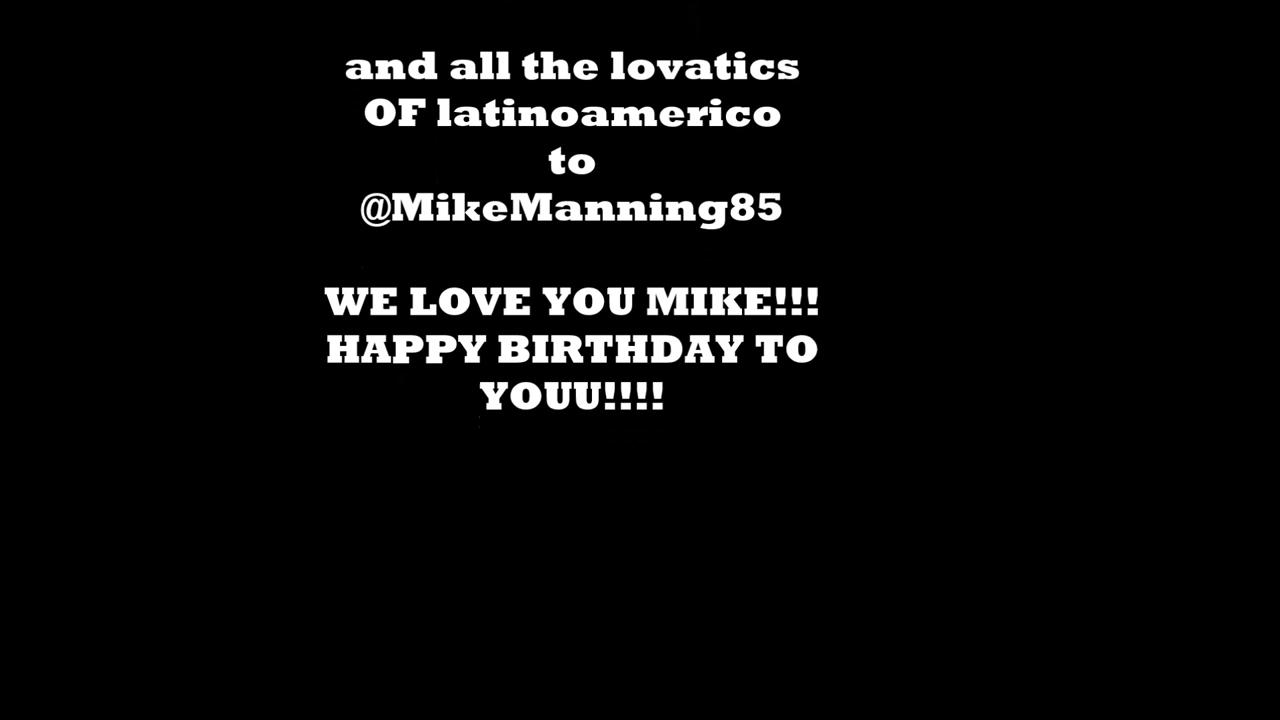 and all the lovatics
OF latinoamerico
to
@MikeManning85
WE LOVE YOU MIKE!!!
HAPPY BIRTHDAY TO
YOUU!!!!